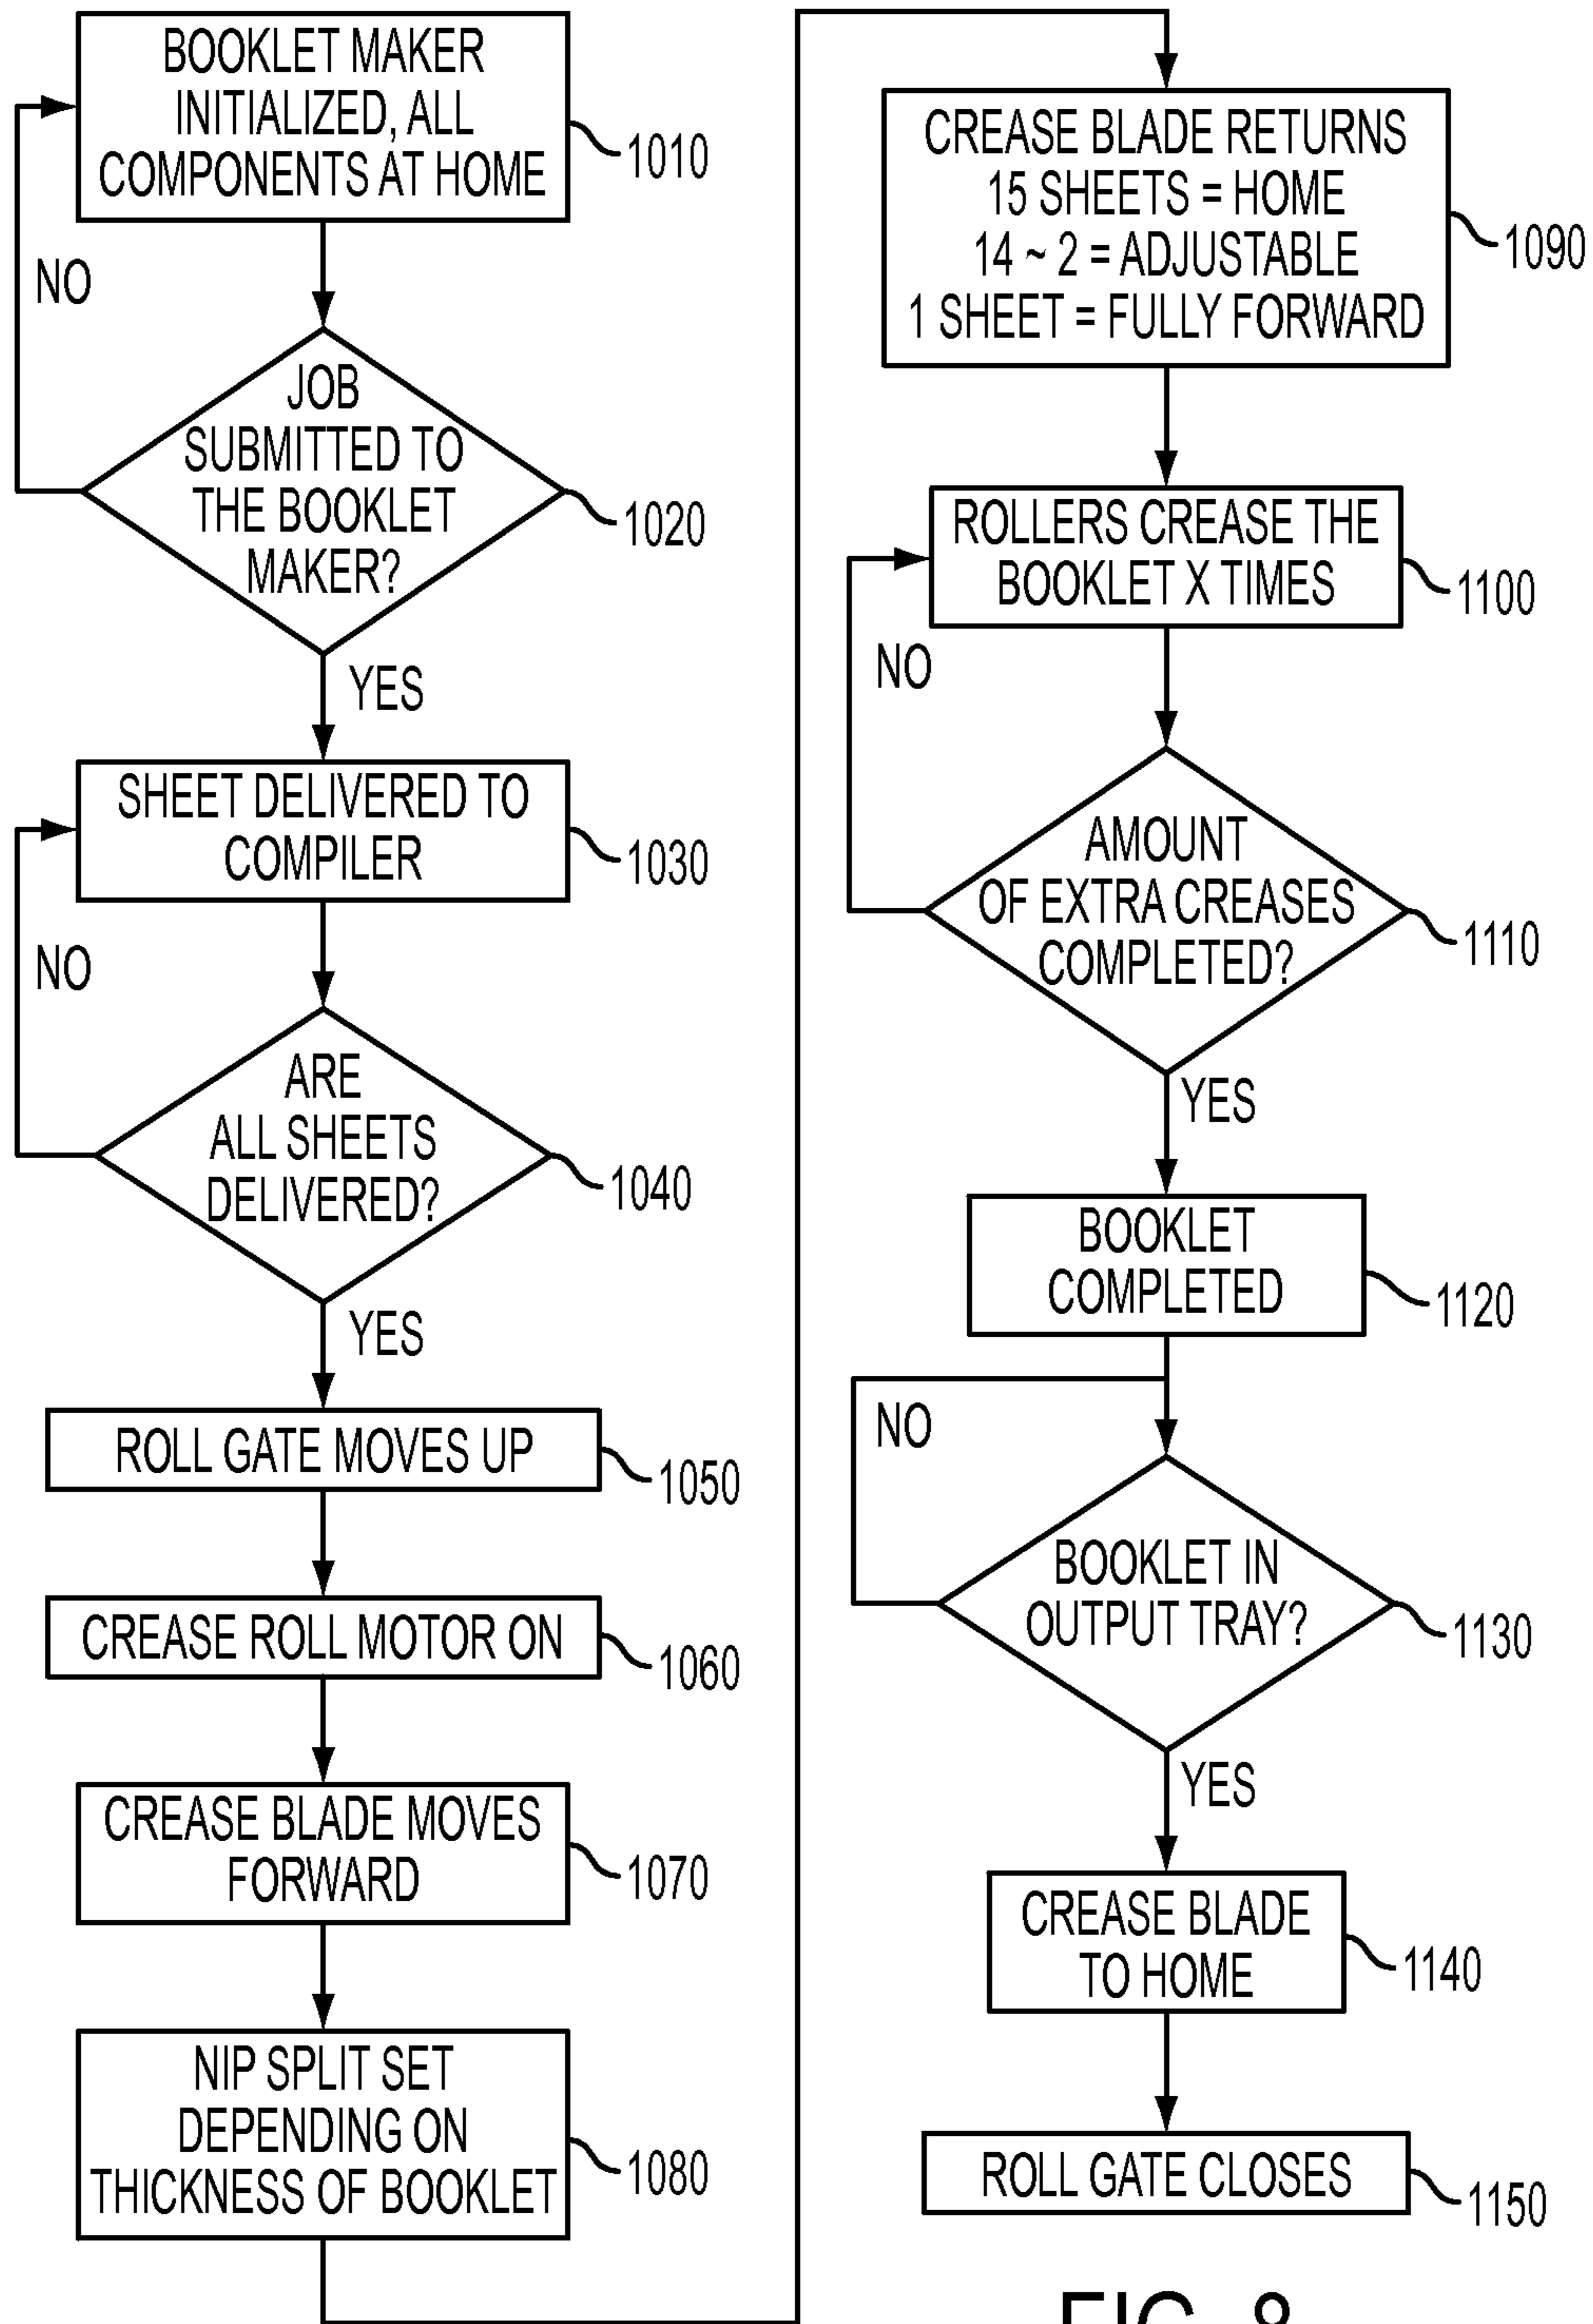 BOOKLET MAKER
INITIALIZED, ALL
COMPONENTS AT HOME
1010
NO
JOB
SUBMITTED TO
THE BOOKLET
MAKER?
1020
YES
SHEET DELIVERED TO
COMPILER
1030
NO
ARE
ALL SHEETS
DELIVERED?
1040
YES
ROLL GATE MOVES UP
1050
CREASE ROLL MOTOR ON
1060
CREASE BLADE MOVES
FORWARD
1070
NIP SPLIT SET
DEPENDING ON
THICKNESS OF BOOKLET
1080
CREASE BLADE RETURNS
15 SHEETS = HOME
14 ~ 2 = ADJUSTABLE
1 SHEET = FULLY FORWARD
1090
ROLLERS CREASE THE
BOOKLET X TIMES
1100
NO
AMOUNT
OF EXTRA CREASES
COMPLETED?
1110
YES
BOOKLET
COMPLETED
1120
NO
BOOKLET IN
OUTPUT TRAY?
1130
YES
CREASE BLADE
TO HOME
1140
ROLL GATE CLOSES
1150
FIG. 8